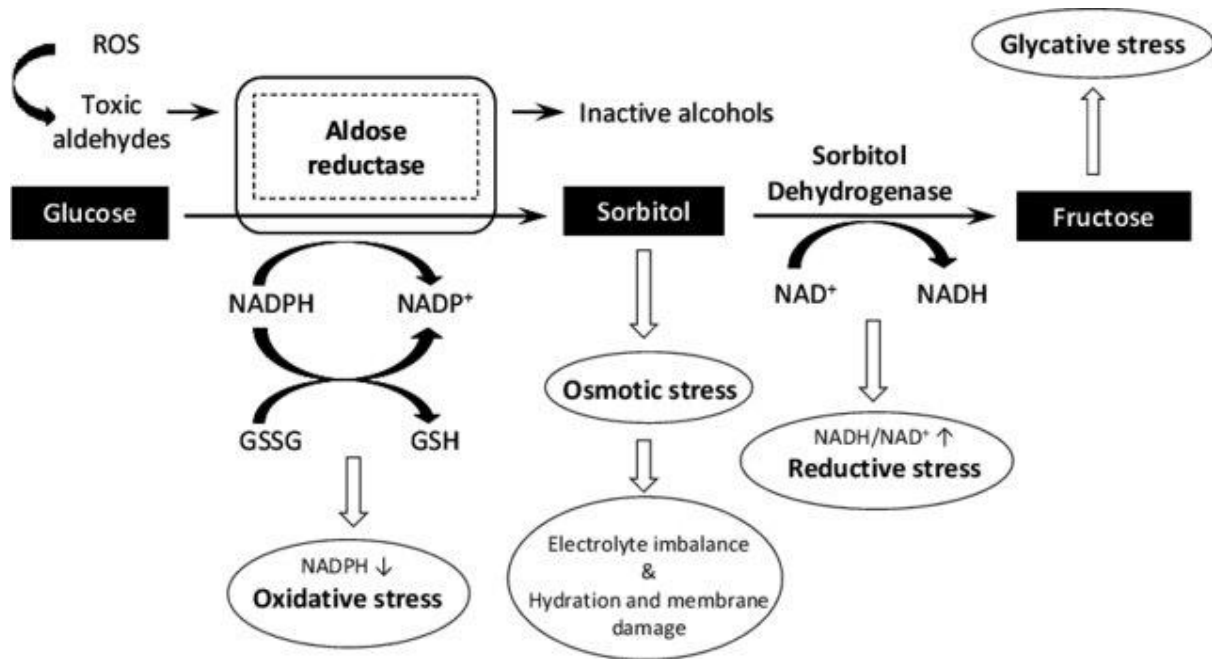 ROS
Toxic
aldehydes
Aldose
reductase
Inactive alcohols
Glycative stress
Glucose
Sorbitol
Sorbitol
Dehydrogenase
Fructose
NADPH
NADP⁺
NAD⁺
NADH
GSSG
GSH
Osmotic stress
NADH/NAD⁺ ↑
Reductive stress
NADPH ↓
Oxidative stress
Electrolyte imbalance
&
Hydration and membrane
damage